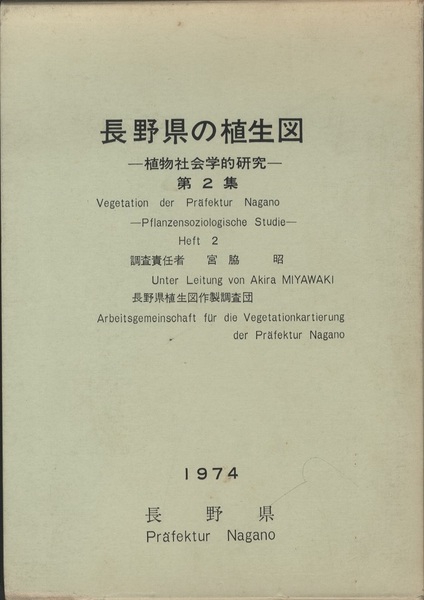 長野県の植生図
—植物社会学的研究—
第2集
Vegetation der Präfektur Nagano
—Pflanzensoziologische Studie—
Heft 2
調査責任者 宮脇 昭
Unter Leitung von Akira MIYAWAKI
長野県植生図作製調査団
Arbeitsgemeinschaft für die Vegetationkartierung
der Präfektur Nagano
1974
長野県
Präfektur Nagano